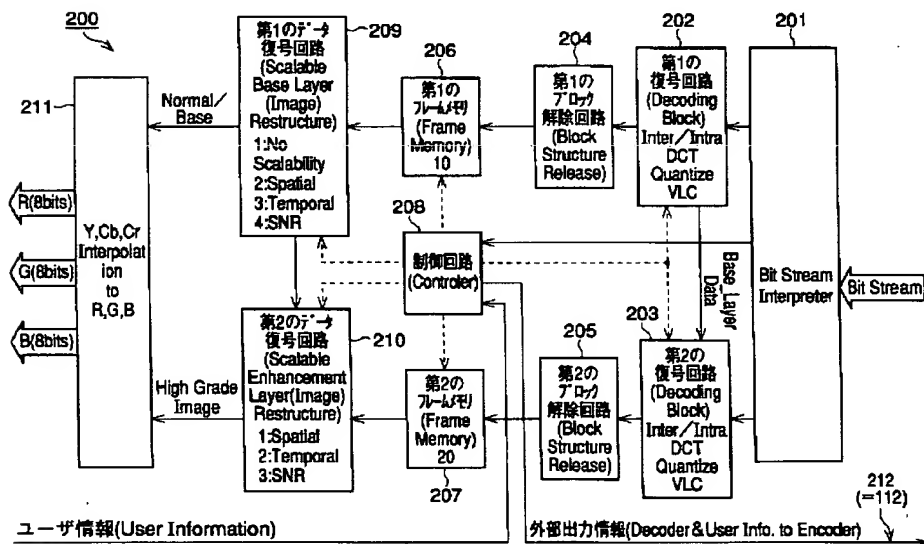 200
211
Y,Cb,Cr
Interpolat
ion
to
R,G,B
R(8bits)
G(8bits)
B(8bits)
Normal/
Base
High Grade
Image
209
第1のデータ
復号回路
(Scalable
Base Layer
(Image)
Restructure)
1:No
Scalability
2:Spatial
3:Temporal
4:SNR
206
第1の
フレームメモリ
(Frame
Memory)
10
204
第1の
ブロック
解除回路
(Block
Structure
Release)
202
第1の
復号回路
(Decoding
Block)
Inter/Intra
DCT
Quantize
VLC
201
Bit Stream
Interpreter
Bit Stream
208
制御回路
(Controler)
Base_Layer
Data
210
第2のデータ
復号回路
(Scalable
Enhancement
Layer(Image)
Restructure)
1:Spatial
2:Temporal
3:SNR
第2の
フレームメモリ
(Frame
Memory)
20
207
205
第2の
ブロック
解除回路
(Block
Structure
Release)
203
第2の
復号回路
(Decoding
Block)
Inter/Intra
DCT
Quantize
VLC
212
(=112)
ユーザ情報(User Information)
外部出力情報(Decoder&User Info. to Encoder)